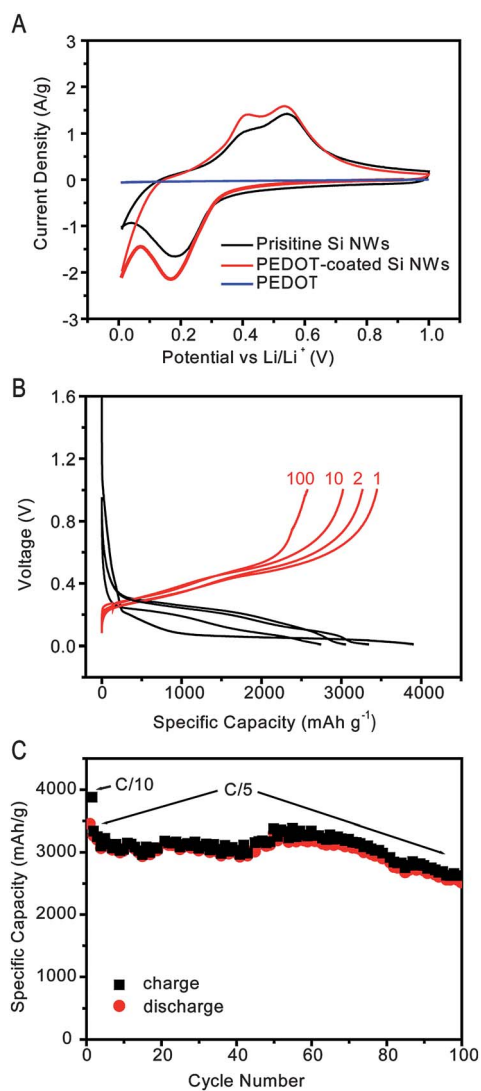 A
3
2
1
0
-1
-2
-3
Current Density (A/g)
Prisitine Si NWs
PEDOT-coated Si NWs
PEDOT
0.0 0.2 0.4 0.6 0.8 1.0
Potential vs Li/Li⁺ (V)
B
1.6
1.2
0.8
0.4
0.0
Voltage (V)
100 10 2 1
0 1000 2000 3000 4000
Specific Capacity (mAh g⁻¹)
C
4000
3000
2000
1000
0
Specific Capacity (mAh/g)
C/10
C/5
charge
discharge
0 20 40 60 80 100
Cycle Number